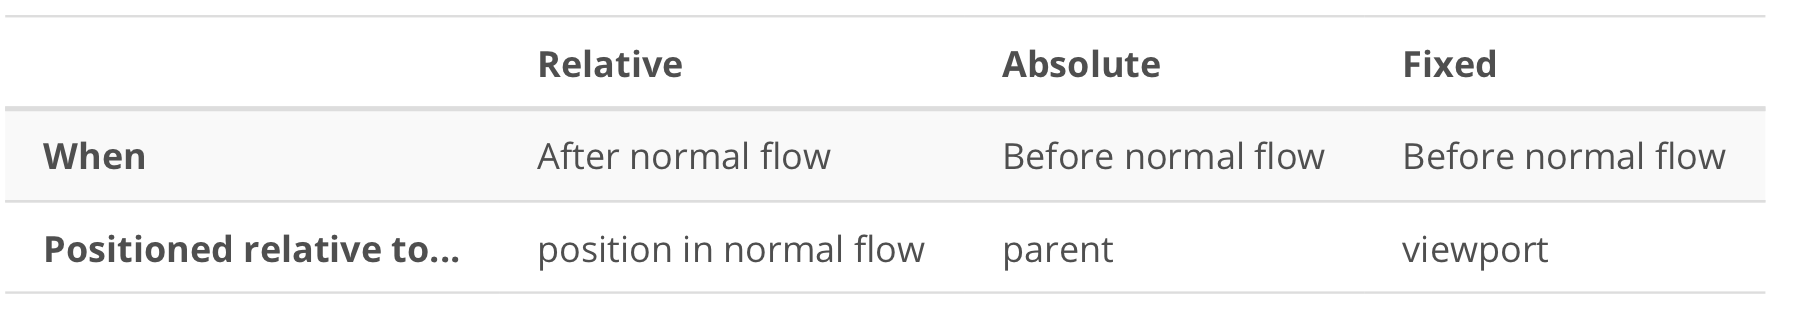 Relative Absolute Fixed
When After normal flow Before normal flow Before normal flow
Positioned relative to... position in normal flow parent viewport